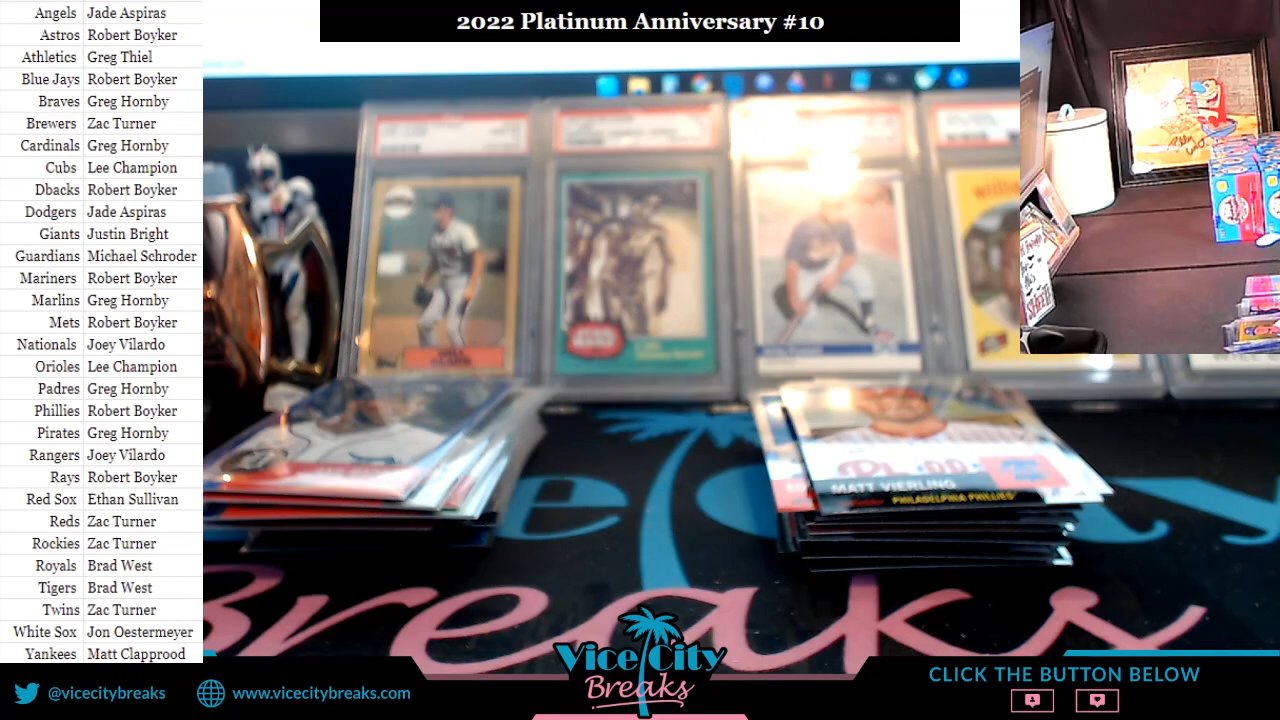 2022 Platinum Anniversary #10
Angels Jade Aspiras
Astros Robert Boyker
Athletics Greg Thiel
Blue Jays Robert Boyker
Braves Greg Hornby
Brewers Zac Turner
Cardinals Greg Hornby
Cubs Lee Champion
Dbacks Robert Boyker
Dodgers Jade Aspiras
Giants Justin Bright
Guardians Michael Schroder
Mariners Robert Boyker
Marlins Greg Hornby
Mets Robert Boyker
Nationals Joey Vilardo
Orioles Lee Champion
Padres Greg Hornby
Phillies Robert Boyker
Pirates Greg Hornby
Rangers Joey Vilardo
Rays Robert Boyker
Red Sox Ethan Sullivan
Reds Zac Turner
Rockies Zac Turner
Royals Brad West
Tigers Brad West
Twins Zac Turner
White Sox Jon Oestermeyer
Yankees Matt Clapprood
MATT VIERLING
PHILADELPHIA PHILLIES
Breaks
Vice City
Breaks
@vicecitybreaks
www.vicecitybreaks.com
CLICK THE BUTTON BELOW